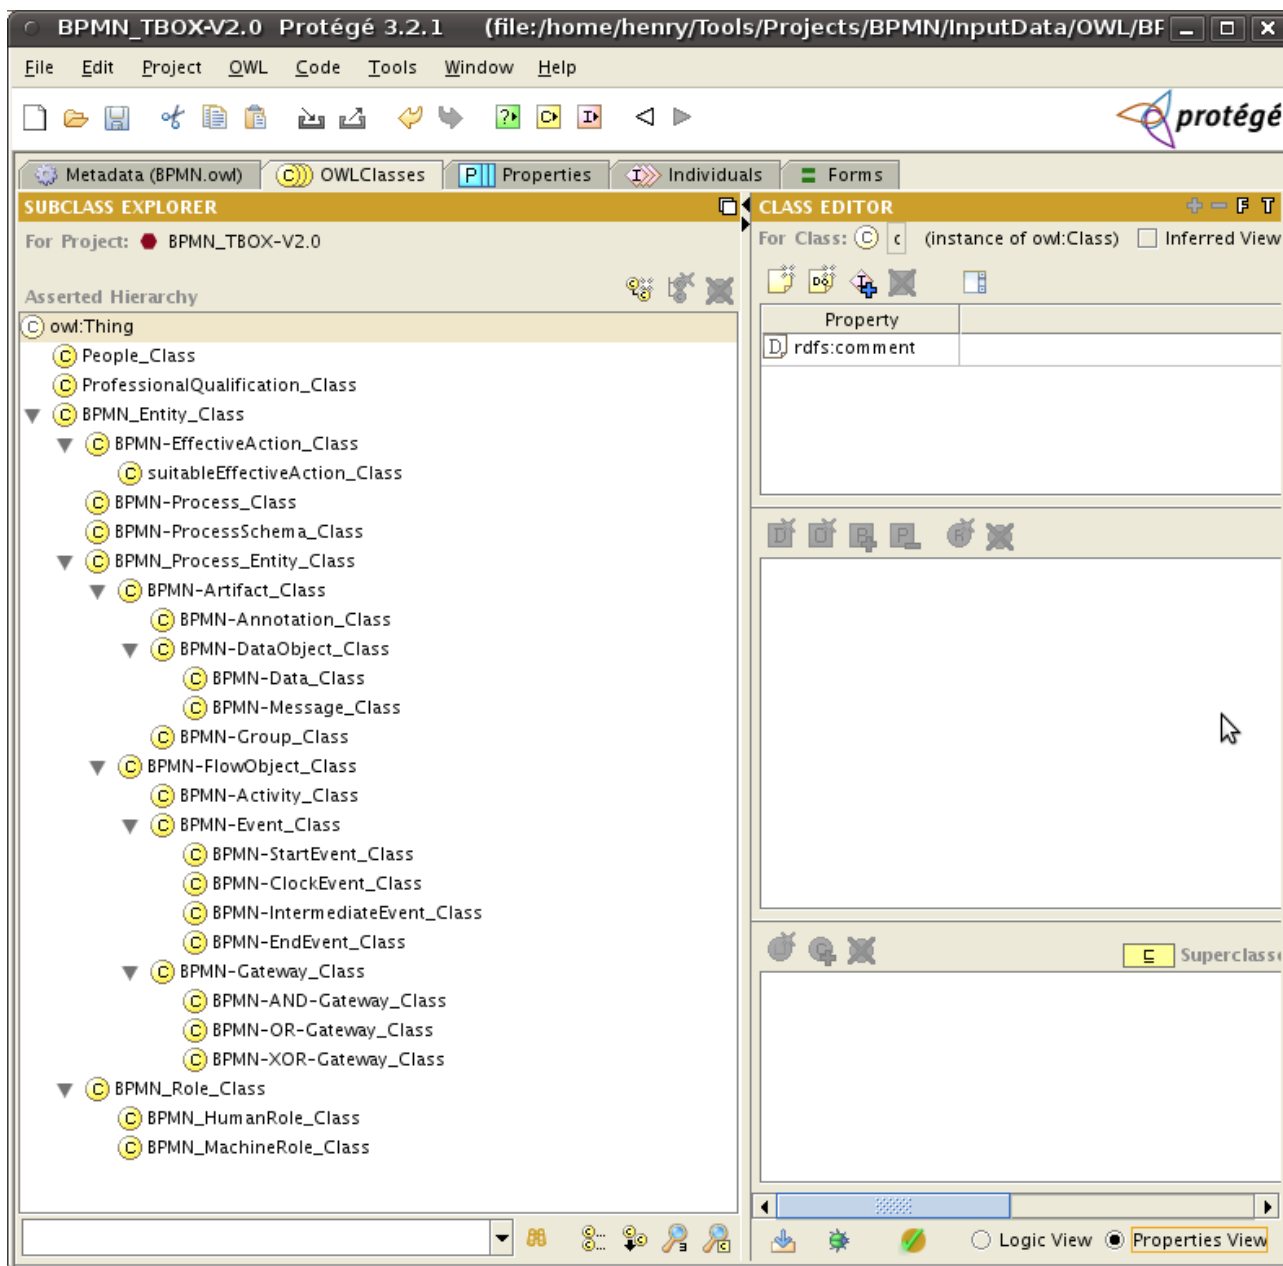 BPMN_TBOX-V2.0 Protégé 3.2.1 (file:/home/henry/Tools/Projects/BPMN/InputData/OWL/BF
File Edit Project OWL Code Tools Window Help
protégé
Metadata (BPMN.owl) OWLClasses Properties Individuals Forms
SUBCLASS EXPLORER
For Project: BPMN_TBOX-V2.0
Asserted Hierarchy
owl:Thing
People_Class
ProfessionalQualification_Class
BPMN_Entity_Class
BPMN-EffectiveAction_Class
suitableEffectiveAction_Class
BPMN-Process_Class
BPMN-ProcessSchema_Class
BPMN_Process_Entity_Class
BPMN-Artifact_Class
BPMN-Annotation_Class
BPMN-DataObject_Class
BPMN-Data_Class
BPMN-Message_Class
BPMN-Group_Class
BPMN-FlowObject_Class
BPMN-Activity_Class
BPMN-Event_Class
BPMN-StartEvent_Class
BPMN-ClockEvent_Class
BPMN-IntermediateEvent_Class
BPMN-EndEvent_Class
BPMN-Gateway_Class
BPMN-AND-Gateway_Class
BPMN-OR-Gateway_Class
BPMN-XOR-Gateway_Class
BPMN_Role_Class
BPMN_HumanRole_Class
BPMN_MachineRole_Class
CLASS EDITOR
For Class: (instance of owl:Class) Inferred View
Property
rdfs:comment
Superclasse
Logic View Properties View